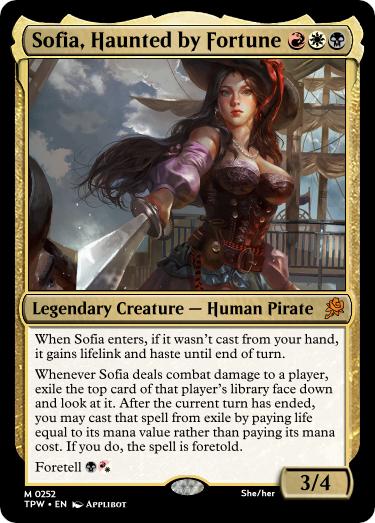 Sofia, Haunted by Fortune
Legendary Creature — Human Pirate
When Sofia enters, if it wasn't cast from your hand,
it gains lifelink and haste until end of turn.
Whenever Sofia deals combat damage to a player,
exile the top card of that player's library face down
and look at it. After the current turn has ended,
you may cast that spell from exile by paying life
equal to its mana value rather than paying its mana
cost. If you do, the spell is foretold.
Foretell
3/4
M 0252
She/her
TPW • EN Applibot